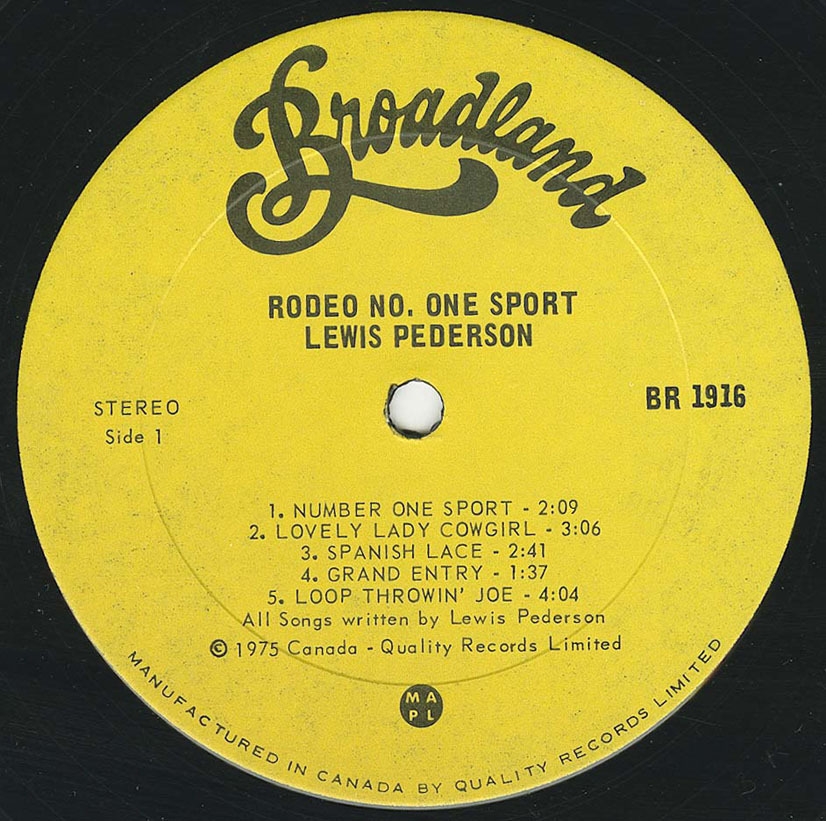 Broadland
RODEO NO. ONE SPORT
LEWIS PEDERSON
STEREO
Side 1
BR 1916
1. NUMBER ONE SPORT - 2:09
2. LOVELY LADY COWGIRL - 3:06
3. SPANISH LACE - 2:41
4. GRAND ENTRY - 1:37
5. LOOP THROWIN' JOE - 4:04
All Songs written by Lewis Pederson
© 1975 Canada - Quality Records Limited
MA
PL
MANUFACTURED IN CANADA BY QUALITY RECORDS LIMITED